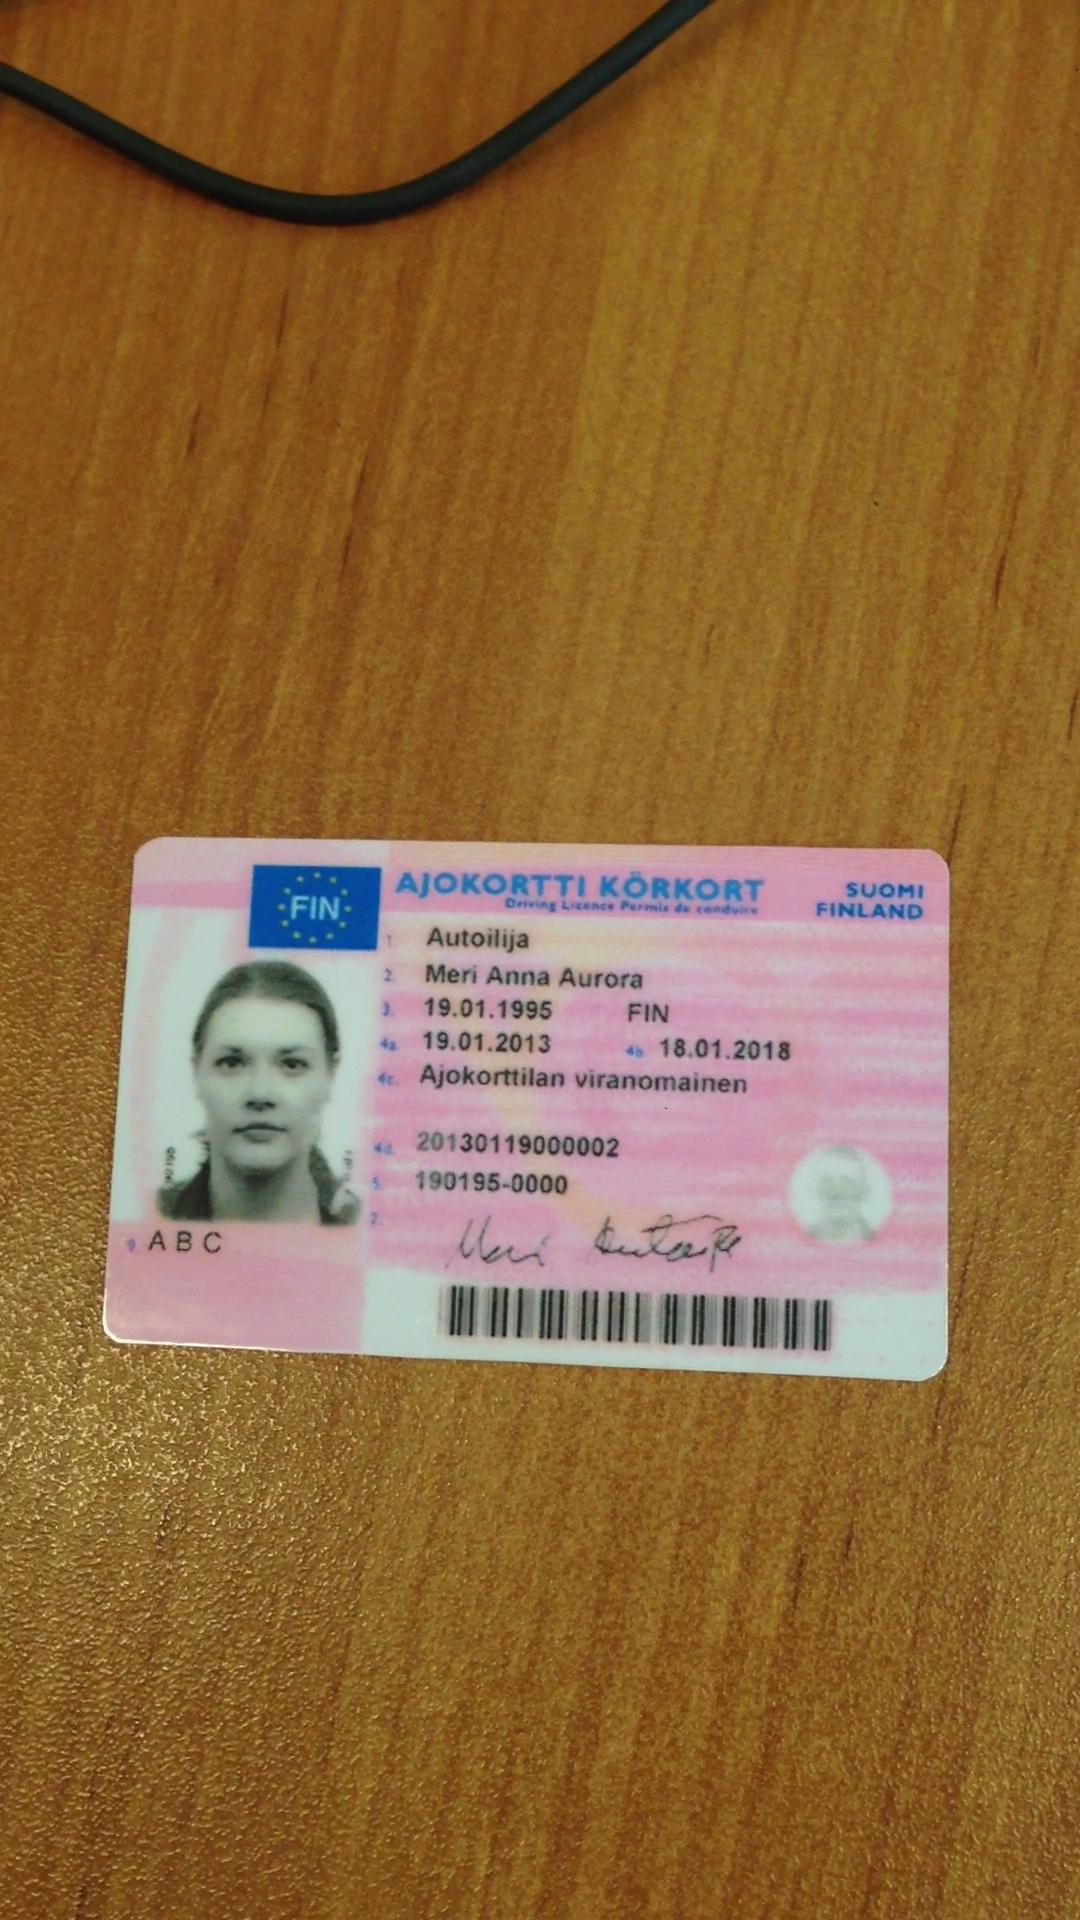 FIN
AJOKORTTI KÖRKORT
Driving Licence Permis de conduire
SUOMI
FINLAND
1. Autoilija
2. Meri Anna Aurora
3. 19.01.1995 FIN
4a. 19.01.2013 4b 18.01.2018
4c. Ajokorttilan viranomainen
4d. 20130119000002
5. 190195-0000
7. Meri Autoilija
9 A B C